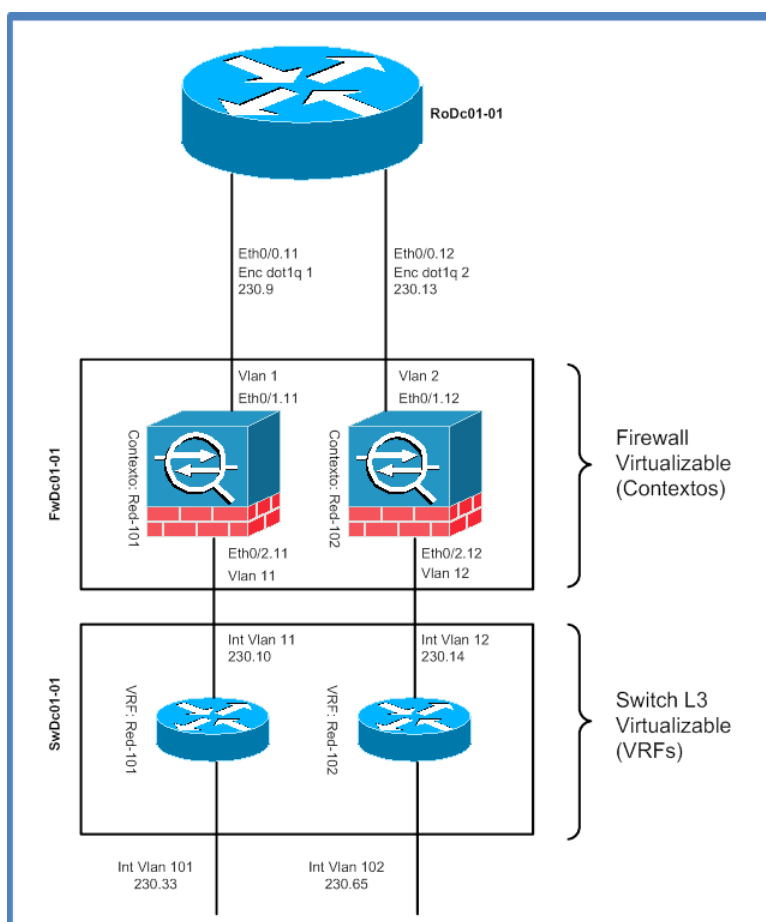 RoDc01-01
Eth0/0.11
Enc dot1q 1
230.9
Eth0/0.12
Enc dot1q 2
230.13
FwDc01-01
Vlan 1
Eth0/1.11
Vlan 2
Eth0/1.12
Contexto: Red-101
Contexto: Red-102
Eth0/2.11
Vlan 11
Eth0/2.12
Vlan 12
Firewall
Virtualizable
(Contextos)
SwDc01-01
Int Vlan 11
230.10
Int Vlan 12
230.14
VRF: Red-101
VRF: Red-102
Switch L3
Virtualizable
(VRFs)
Int Vlan 101
230.33
Int Vlan 102
230.65